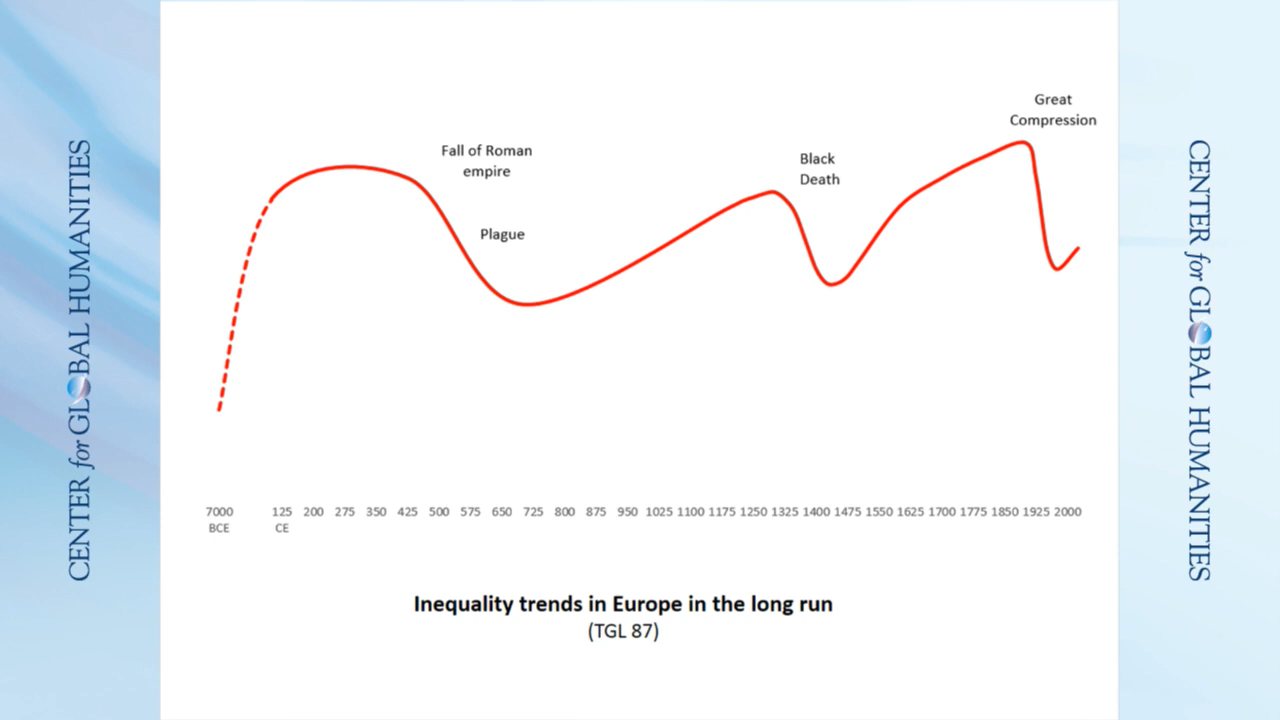 CENTER for GLOBAL HUMANITIES
Great
Compression
Fall of Roman
empire
Black
Death
Plague
7000 125 200 275 350 425 500 575 650 725 800 875 950 1025 1100 1175 1250 1325 1400 1475 1550 1625 1700 1775 1850 1925 2000
BCE CE
Inequality trends in Europe in the long run
(TGL 87)
CENTER for GLOBAL HUMANITIES